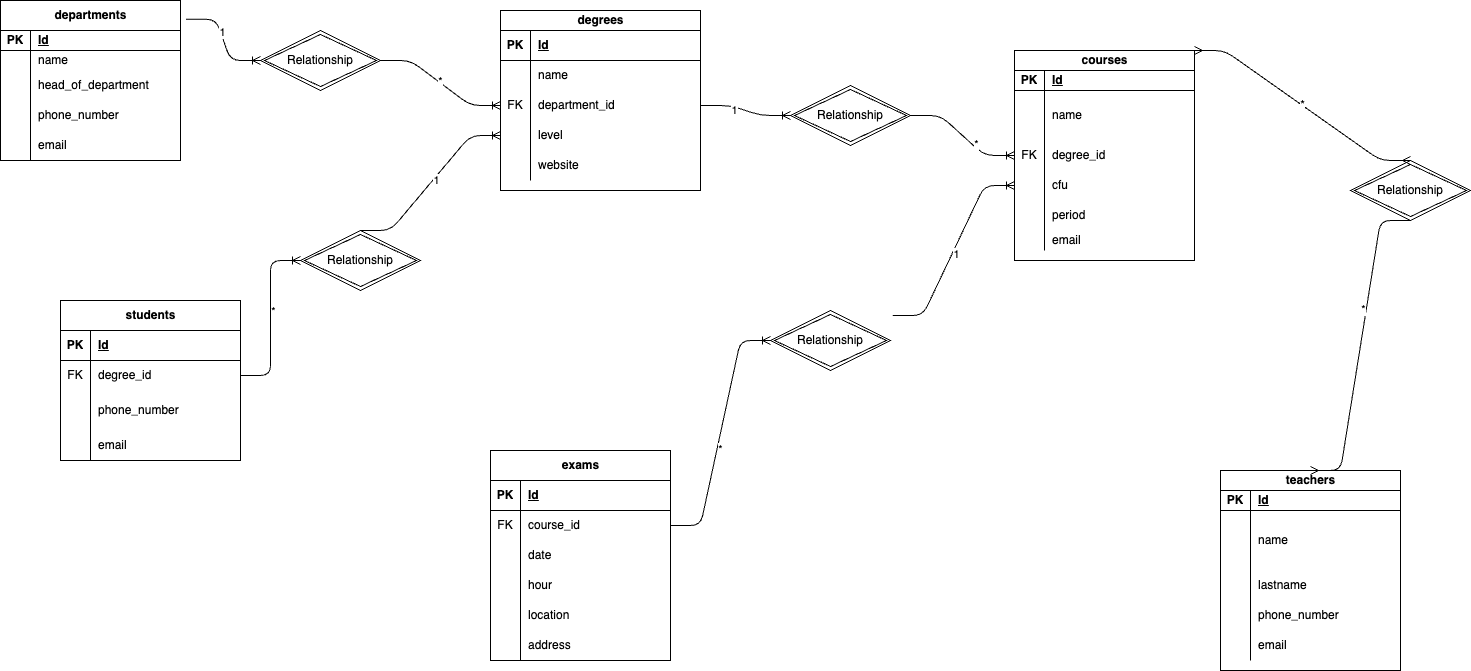 departments
PK Id
name
head_of_department
phone_number
email
1
Relationship
*
degrees
PK Id
name
FK department_id
level
website
1
Relationship
*
courses
PK Id
name
FK degree_id
cfu
period
email
*
Relationship
*
1
Relationship
*
students
PK Id
FK degree_id
phone_number
email
1
Relationship
*
exams
PK Id
FK course_id
date
hour
location
address
teachers
PK Id
name
lastname
phone_number
email